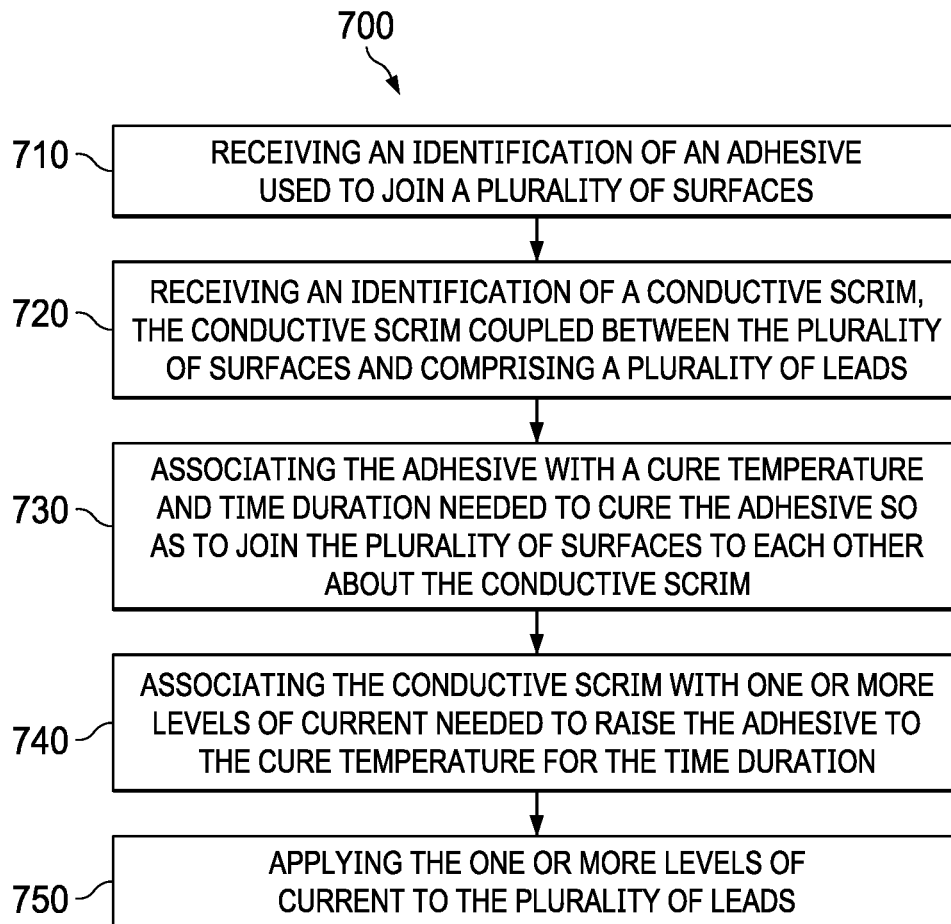 700
710
RECEIVING AN IDENTIFICATION OF AN ADHESIVE
USED TO JOIN A PLURALITY OF SURFACES
720
RECEIVING AN IDENTIFICATION OF A CONDUCTIVE SCRIM,
THE CONDUCTIVE SCRIM COUPLED BETWEEN THE PLURALITY
OF SURFACES AND COMPRISING A PLURALITY OF LEADS
730
ASSOCIATING THE ADHESIVE WITH A CURE TEMPERATURE
AND TIME DURATION NEEDED TO CURE THE ADHESIVE SO
AS TO JOIN THE PLURALITY OF SURFACES TO EACH OTHER
ABOUT THE CONDUCTIVE SCRIM
740
ASSOCIATING THE CONDUCTIVE SCRIM WITH ONE OR MORE
LEVELS OF CURRENT NEEDED TO RAISE THE ADHESIVE TO
THE CURE TEMPERATURE FOR THE TIME DURATION
750
APPLYING THE ONE OR MORE LEVELS OF
CURRENT TO THE PLURALITY OF LEADS